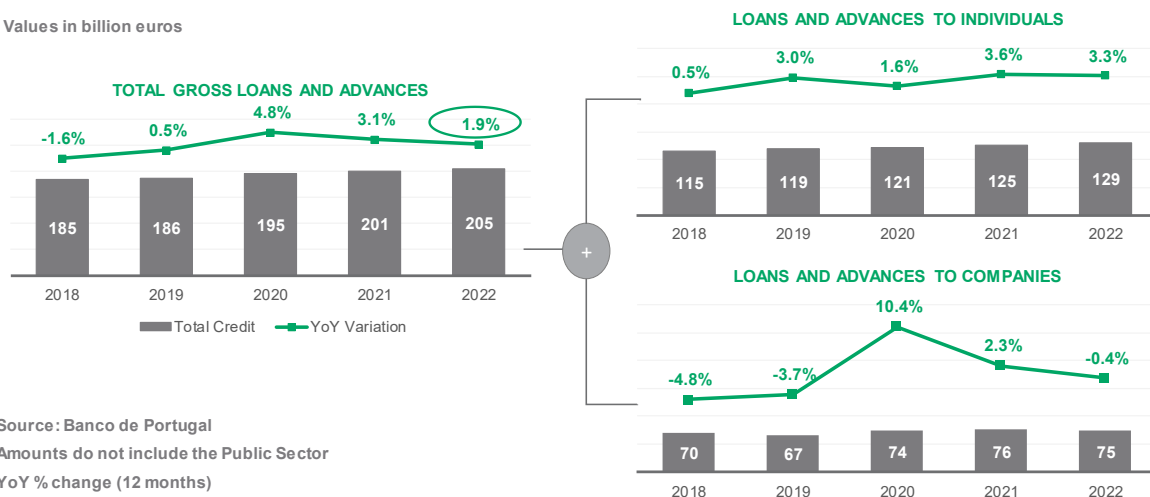 Values in billion euros
TOTAL GROSS LOANS AND ADVANCES
-1.6% 0.5% 4.8% 3.1% 1.9%
185 186 195 201 205
2018 2019 2020 2021 2022
Total Credit YoY Variation
+
LOANS AND ADVANCES TO INDIVIDUALS
0.5% 3.0% 1.6% 3.6% 3.3%
115 119 121 125 129
2018 2019 2020 2021 2022
LOANS AND ADVANCES TO COMPANIES
-4.8% -3.7% 10.4% 2.3% -0.4%
70 67 74 76 75
2018 2019 2020 2021 2022
Source: Banco de Portugal
Amounts do not include the Public Sector
YoY % change (12 months)